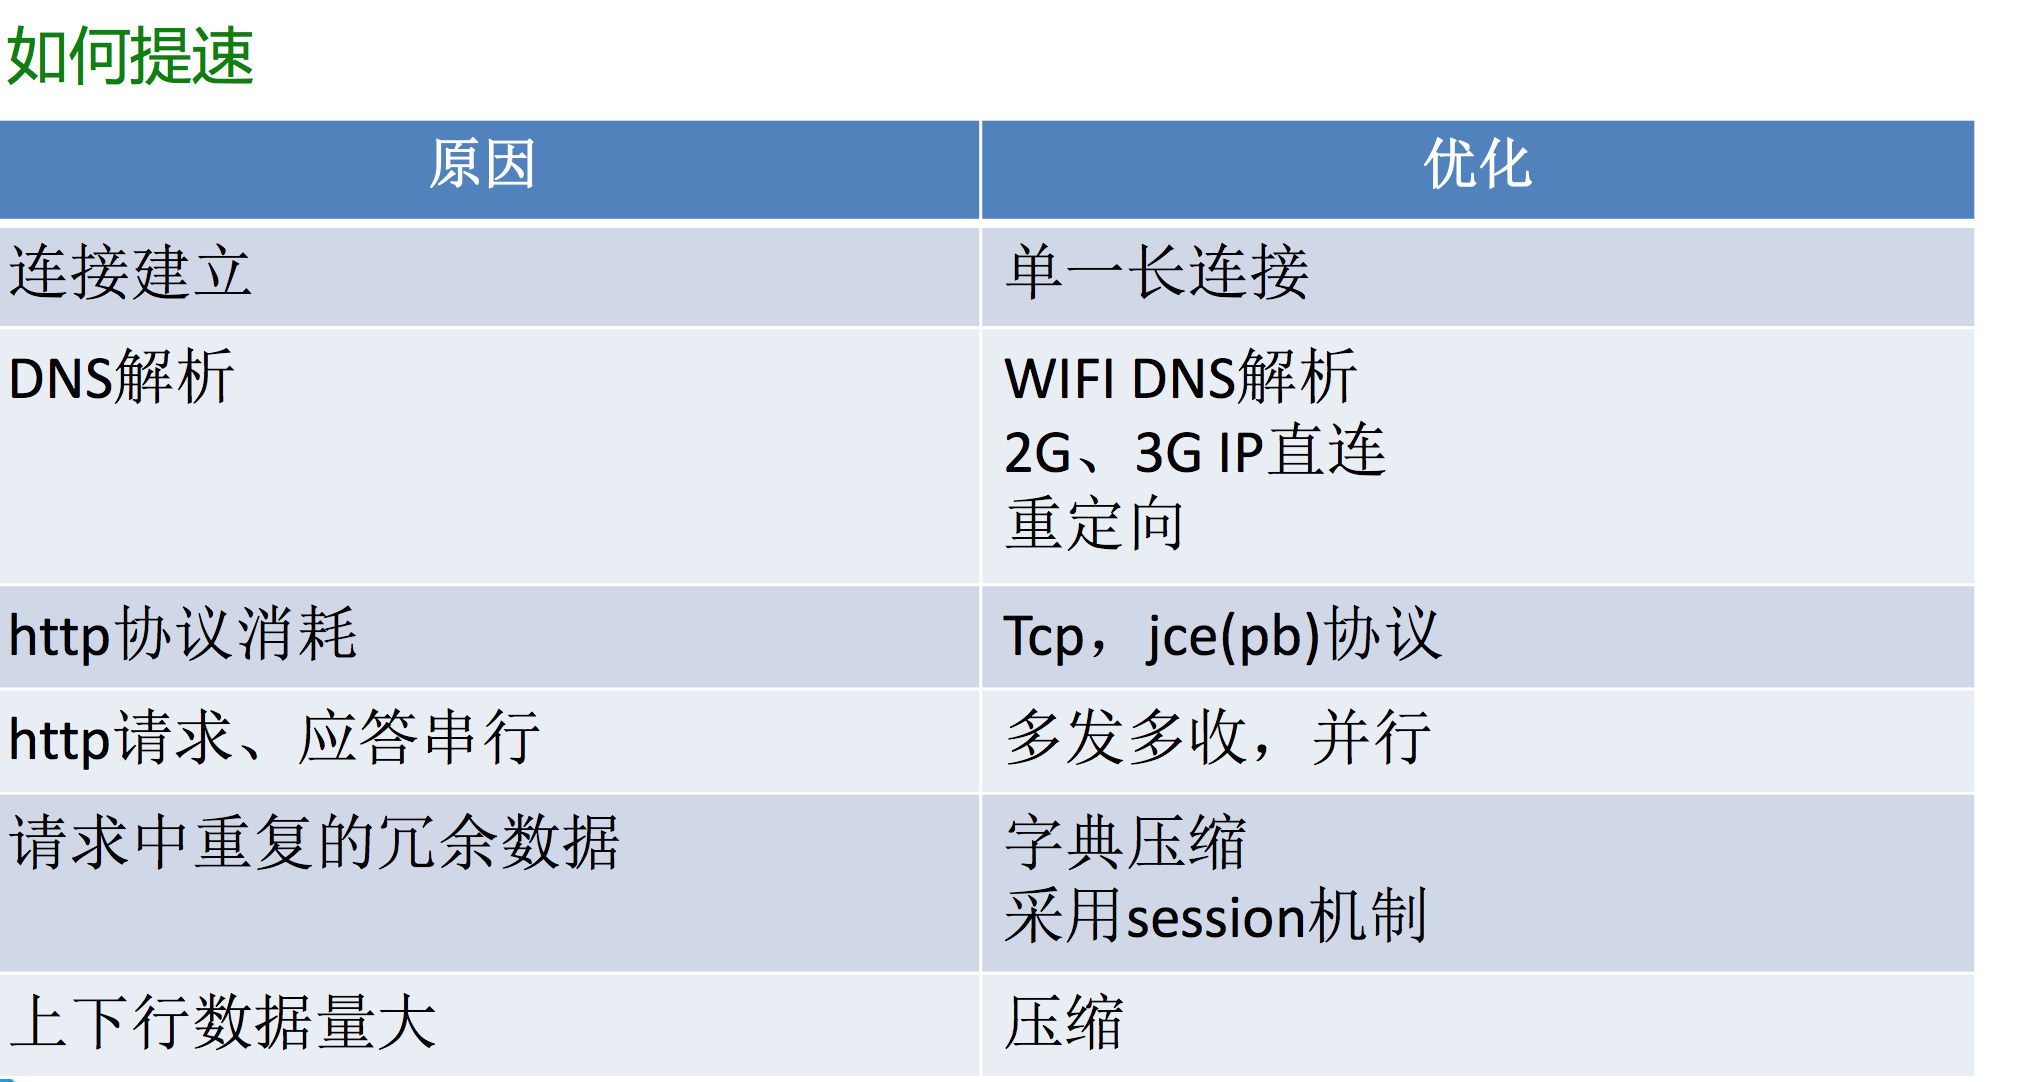 如何提速
原因
优化
连接建立
单一长连接
DNS解析
WIFI DNS解析
2G、3G IP直连
重定向
http协议消耗
Tcp，jce(pb)协议
http请求、应答串行
多发多收，并行
请求中重复的冗余数据
字典压缩
采用session机制
上下行数据量大
压缩